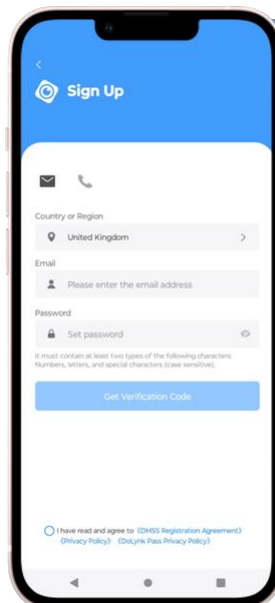 Sign Up
Country or Region
United Kingdom
Email
Please enter the email address
Password
Set password
It must contain at least two types of the following characters:
Numbers, letters, and special characters (case sensitive).
Get Verification Code
I have read and agree to 《DMSS Registration Agreement》
《Privacy Policy》 《DoLynk Pass Privacy Policy》